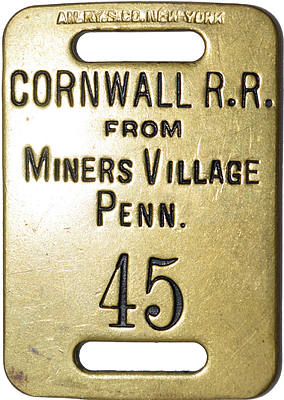 AM.RY.S.CO. NEW-YORK
CORNWALL R.R.
FROM
MINERS VILLAGE
PENN.
45